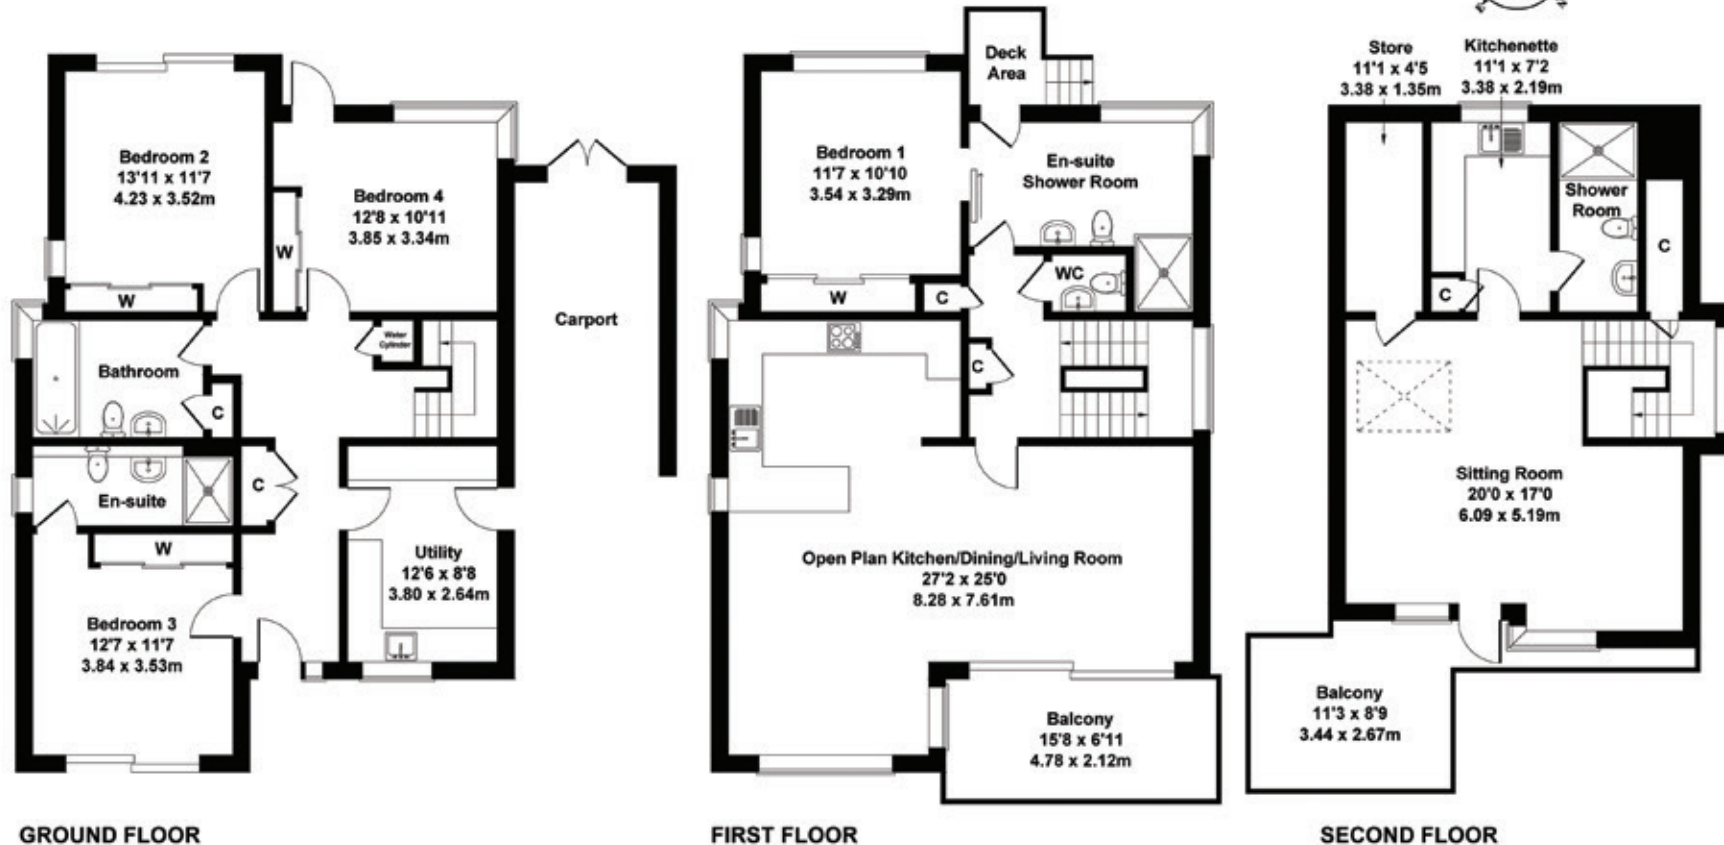 Bedroom 2
13'11 x 11'7
4.23 x 3.52m
W
Bedroom 4
12'8 x 10'11
3.85 x 3.34m
W
Carport
Bathroom
C
Water
Cylinder
En-suite
C
W
Bedroom 3
12'7 x 11'7
3.84 x 3.53m
Utility
12'6 x 8'8
3.80 x 2.64m
GROUND FLOOR
Deck
Area
Bedroom 1
11'7 x 10'10
3.54 x 3.29m
En-suite
Shower Room
W
C
WC
C
Open Plan Kitchen/Dining/Living Room
27'2 x 25'0
8.28 x 7.61m
Balcony
15'8 x 6'11
4.78 x 2.12m
FIRST FLOOR
Store
11'1 x 4'5
3.38 x 1.35m
Kitchenette
11'1 x 7'2
3.38 x 2.19m
Shower
Room
C
C
Sitting Room
20'0 x 17'0
6.09 x 5.19m
Balcony
11'3 x 8'9
3.44 x 2.67m
SECOND FLOOR